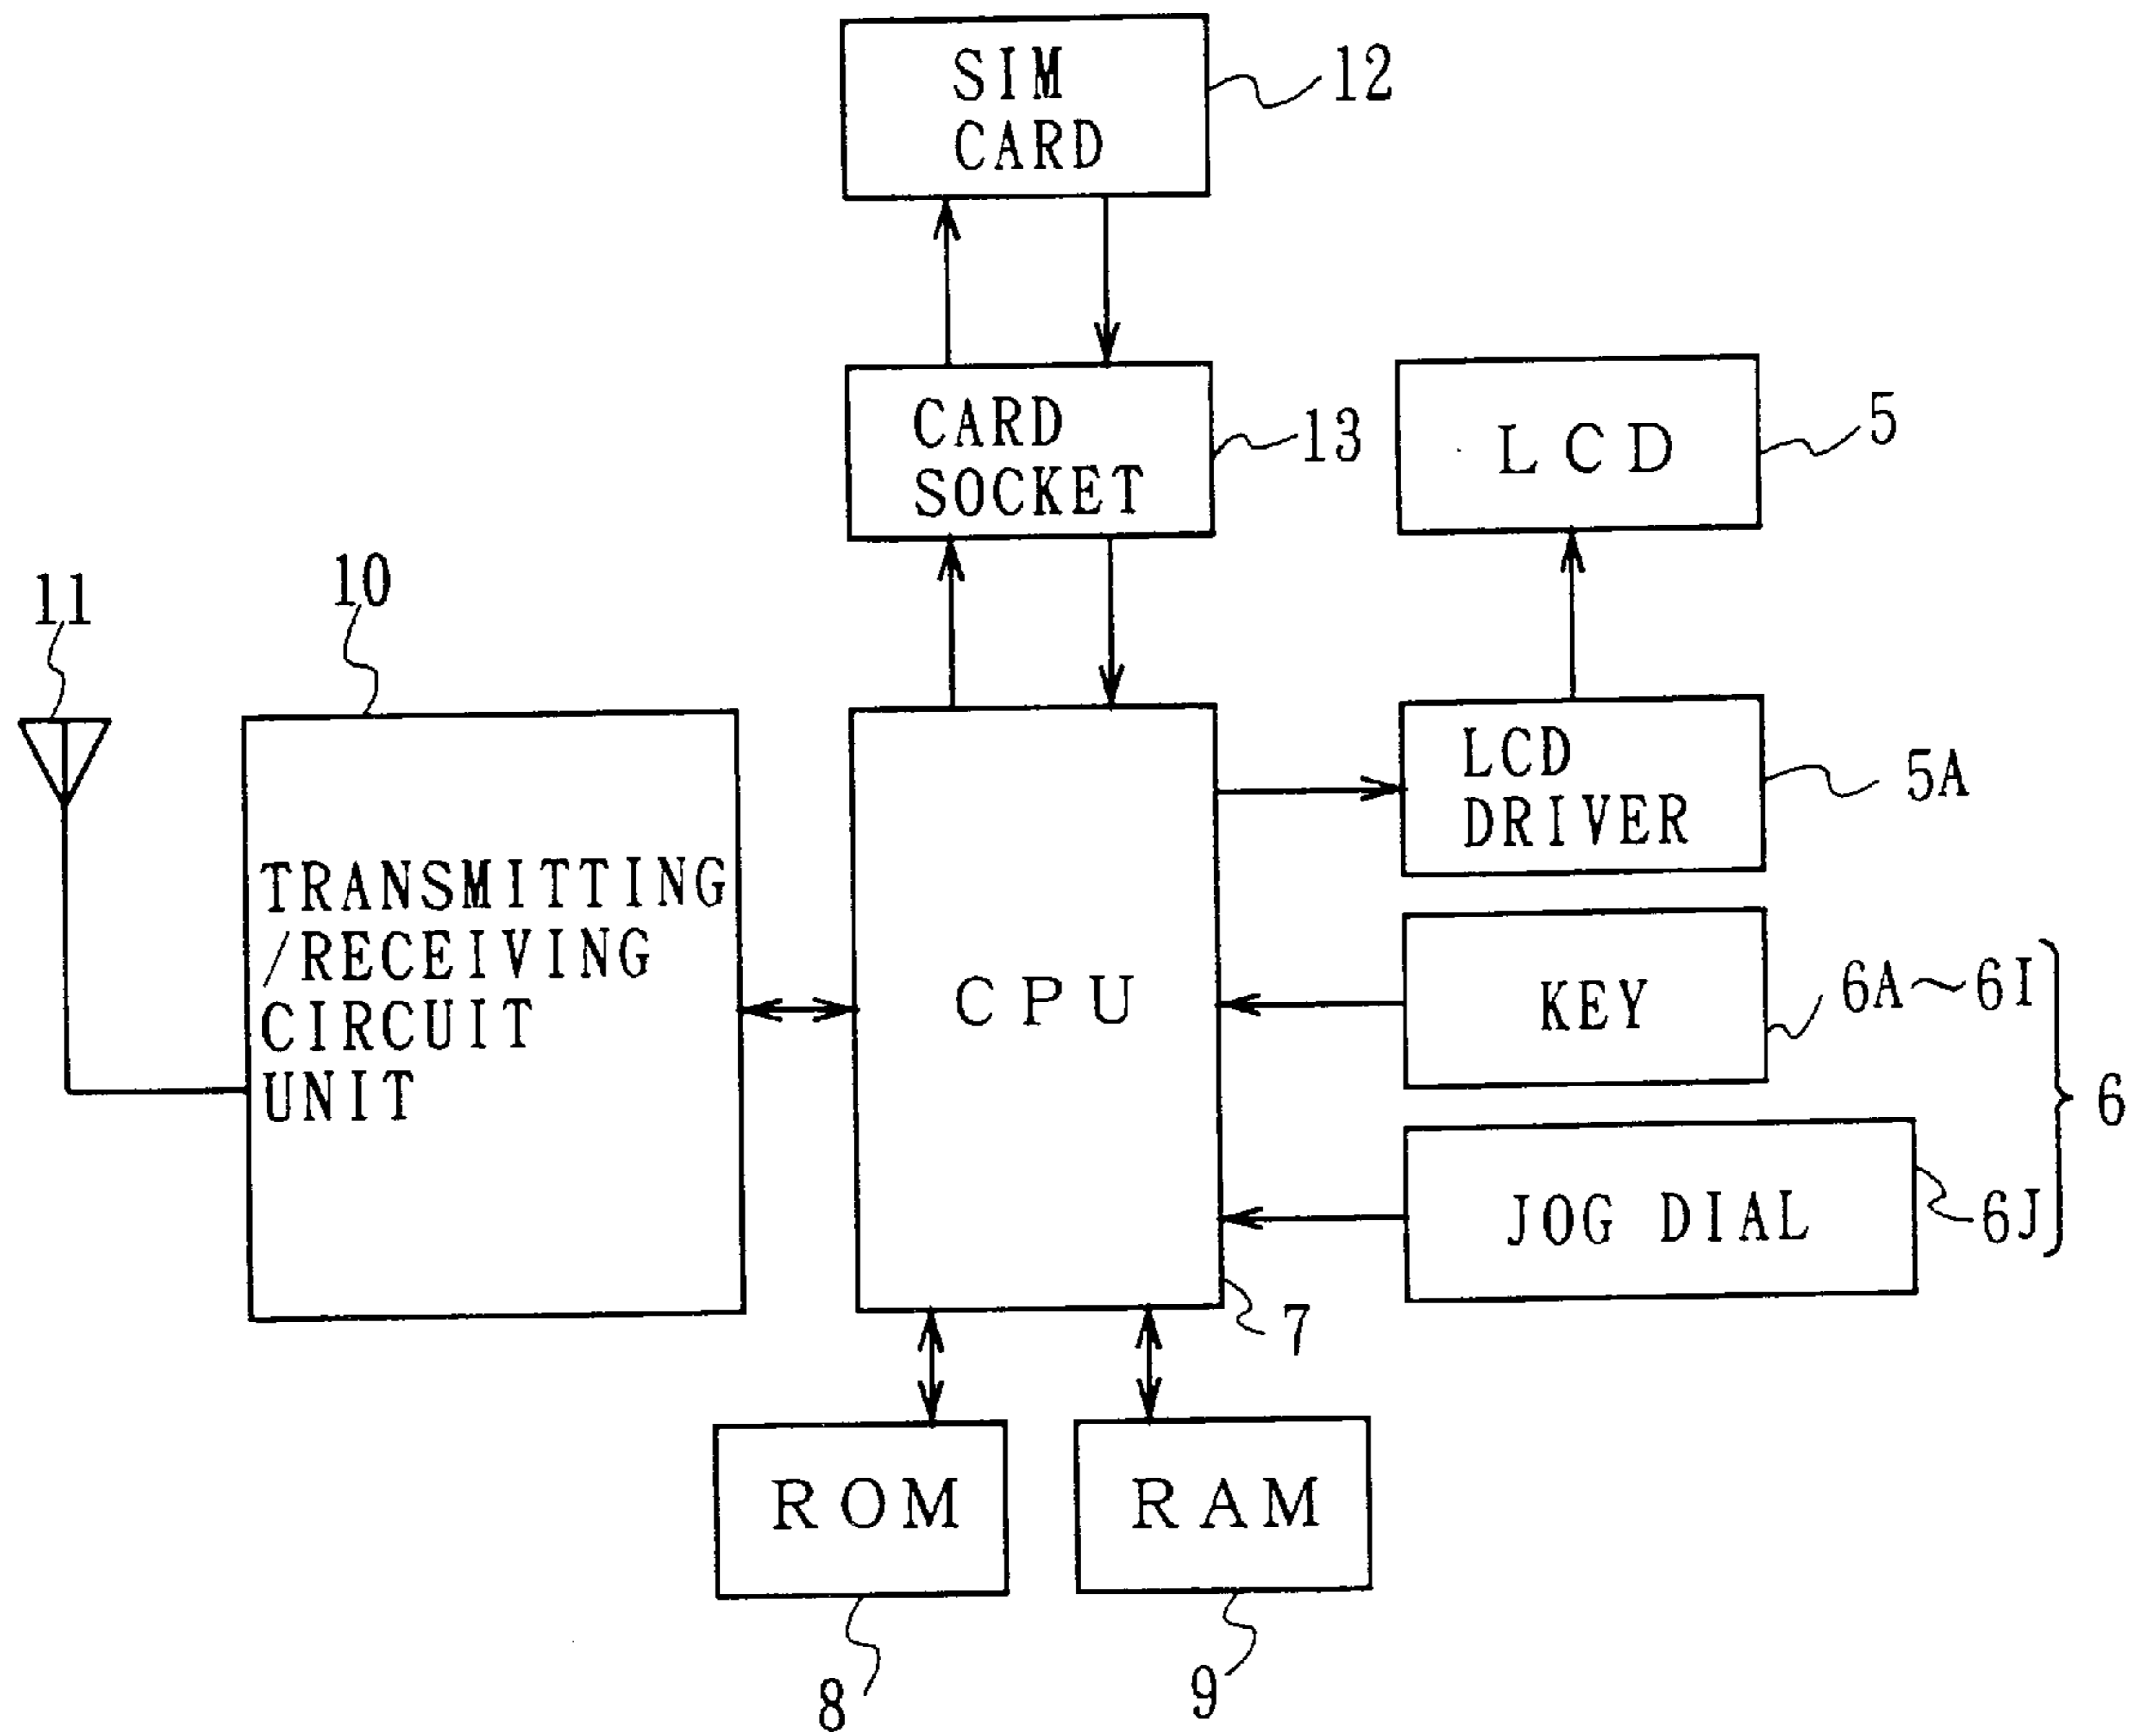 SIM
CARD
12
CARD
SOCKET
13
LCD
5
11
10
TRANSMITTING
/RECEIVING
CIRCUIT
UNIT
CPU
7
LCD
DRIVER
5A
KEY
6A～6I
6
JOG DIAL
6J
ROM
8
RAM
9